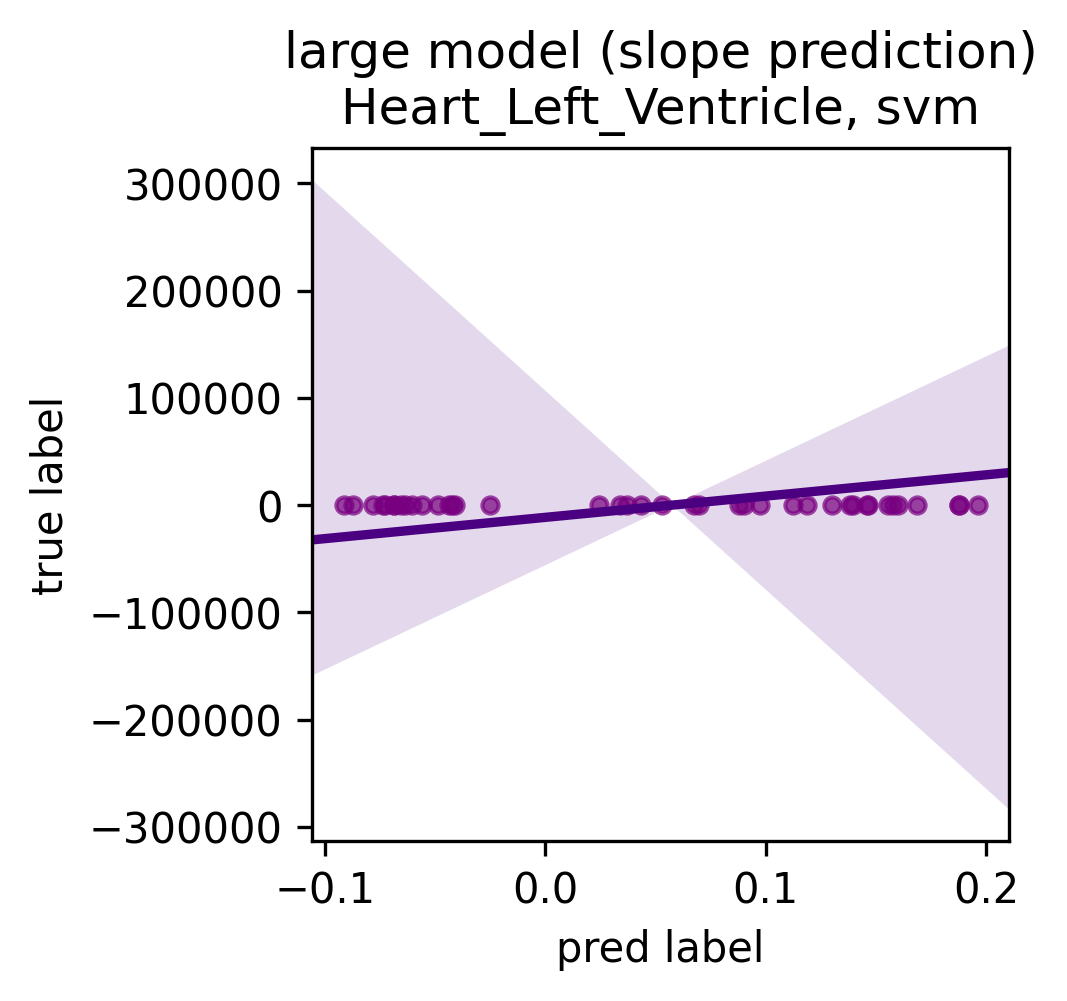 large model (slope prediction)
Heart_Left_Ventricle, svm
300000
200000
100000
0
−100000
−200000
−300000
true label
−0.1
0.0
0.1
0.2
pred label